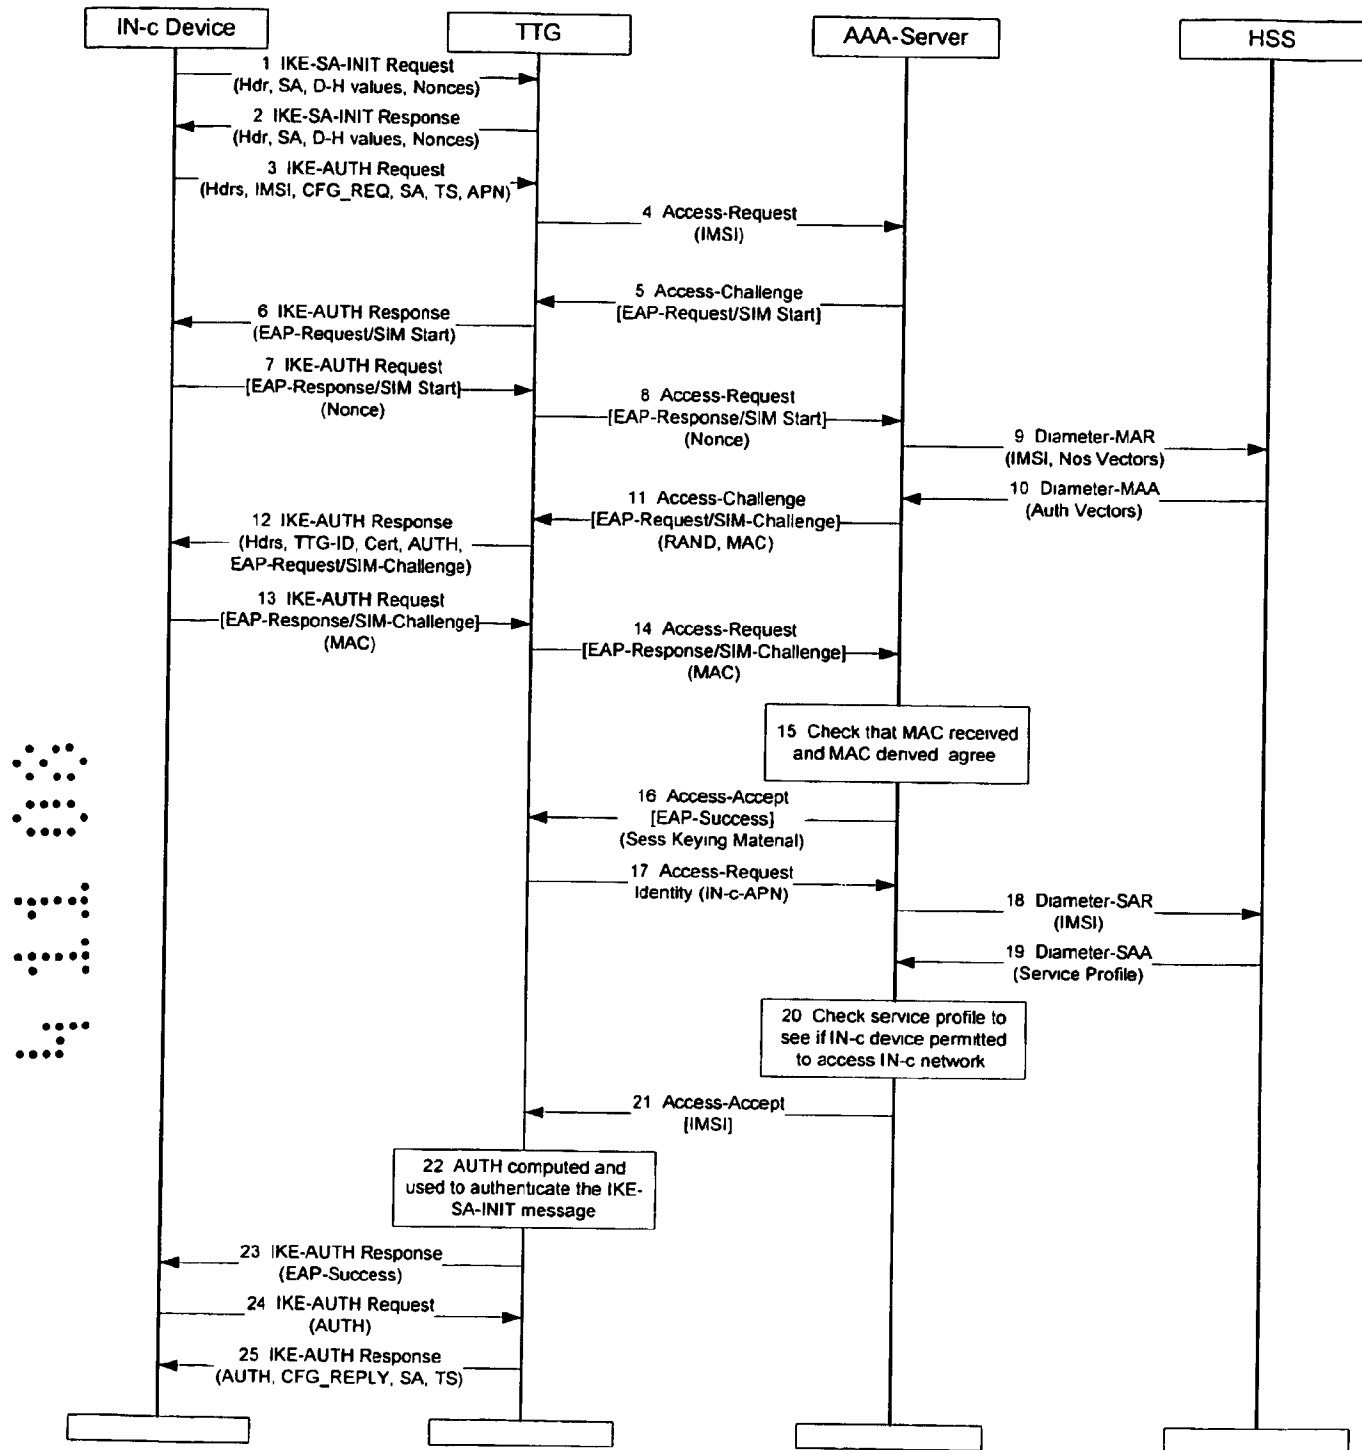 IN-c Device
TTG
AAA-Server
HSS
1 IKE-SA-INIT Request
(Hdr, SA, D-H values, Nonces)
2 IKE-SA-INIT Response
(Hdr, SA, D-H values, Nonces)
3 IKE-AUTH Request
(Hdrs, IMSI, CFG_REQ, SA, TS, APN)
4 Access-Request
(IMSI)
5 Access-Challenge
[EAP-Request/SIM Start]
6 IKE-AUTH Response
(EAP-Request/SIM Start)
7 IKE-AUTH Request
[EAP-Response/SIM Start]
(Nonce)
8 Access-Request
[EAP-Response/SIM Start]
(Nonce)
9 Diameter-MAR
(IMSI, Nos Vectors)
10 Diameter-MAA
(Auth Vectors)
11 Access-Challenge
[EAP-Request/SIM-Challenge]
(RAND, MAC)
12 IKE-AUTH Response
(Hdrs, TTG-ID, Cert, AUTH,
EAP-Request/SIM-Challenge)
13 IKE-AUTH Request
[EAP-Response/SIM-Challenge]
(MAC)
14 Access-Request
[EAP-Response/SIM-Challenge]
(MAC)
15 Check that MAC received
and MAC derived agree
16 Access-Accept
[EAP-Success]
(Sess Keying Material)
17 Access-Request
Identity (IN-c-APN)
18 Diameter-SAR
(IMSI)
19 Diameter-SAA
(Service Profile)
20 Check service profile to
see if IN-c device permitted
to access IN-c network
21 Access-Accept
[IMSI]
22 AUTH computed and
used to authenticate the IKE-
SA-INIT message
23 IKE-AUTH Response
(EAP-Success)
24 IKE-AUTH Request
(AUTH)
25 IKE-AUTH Response
(AUTH, CFG_REPLY, SA, TS)